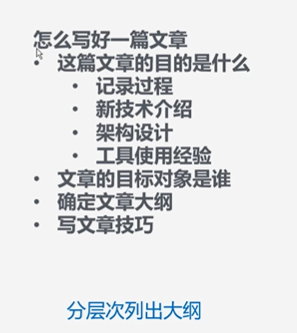 怎么写好一篇文章
• 这篇文章的目的是什么
• 记录过程
• 新技术介绍
• 架构设计
• 工具使用经验
• 文章的目标对象是谁
• 确定文章大纲
• 写文章技巧
分层次列出大纲